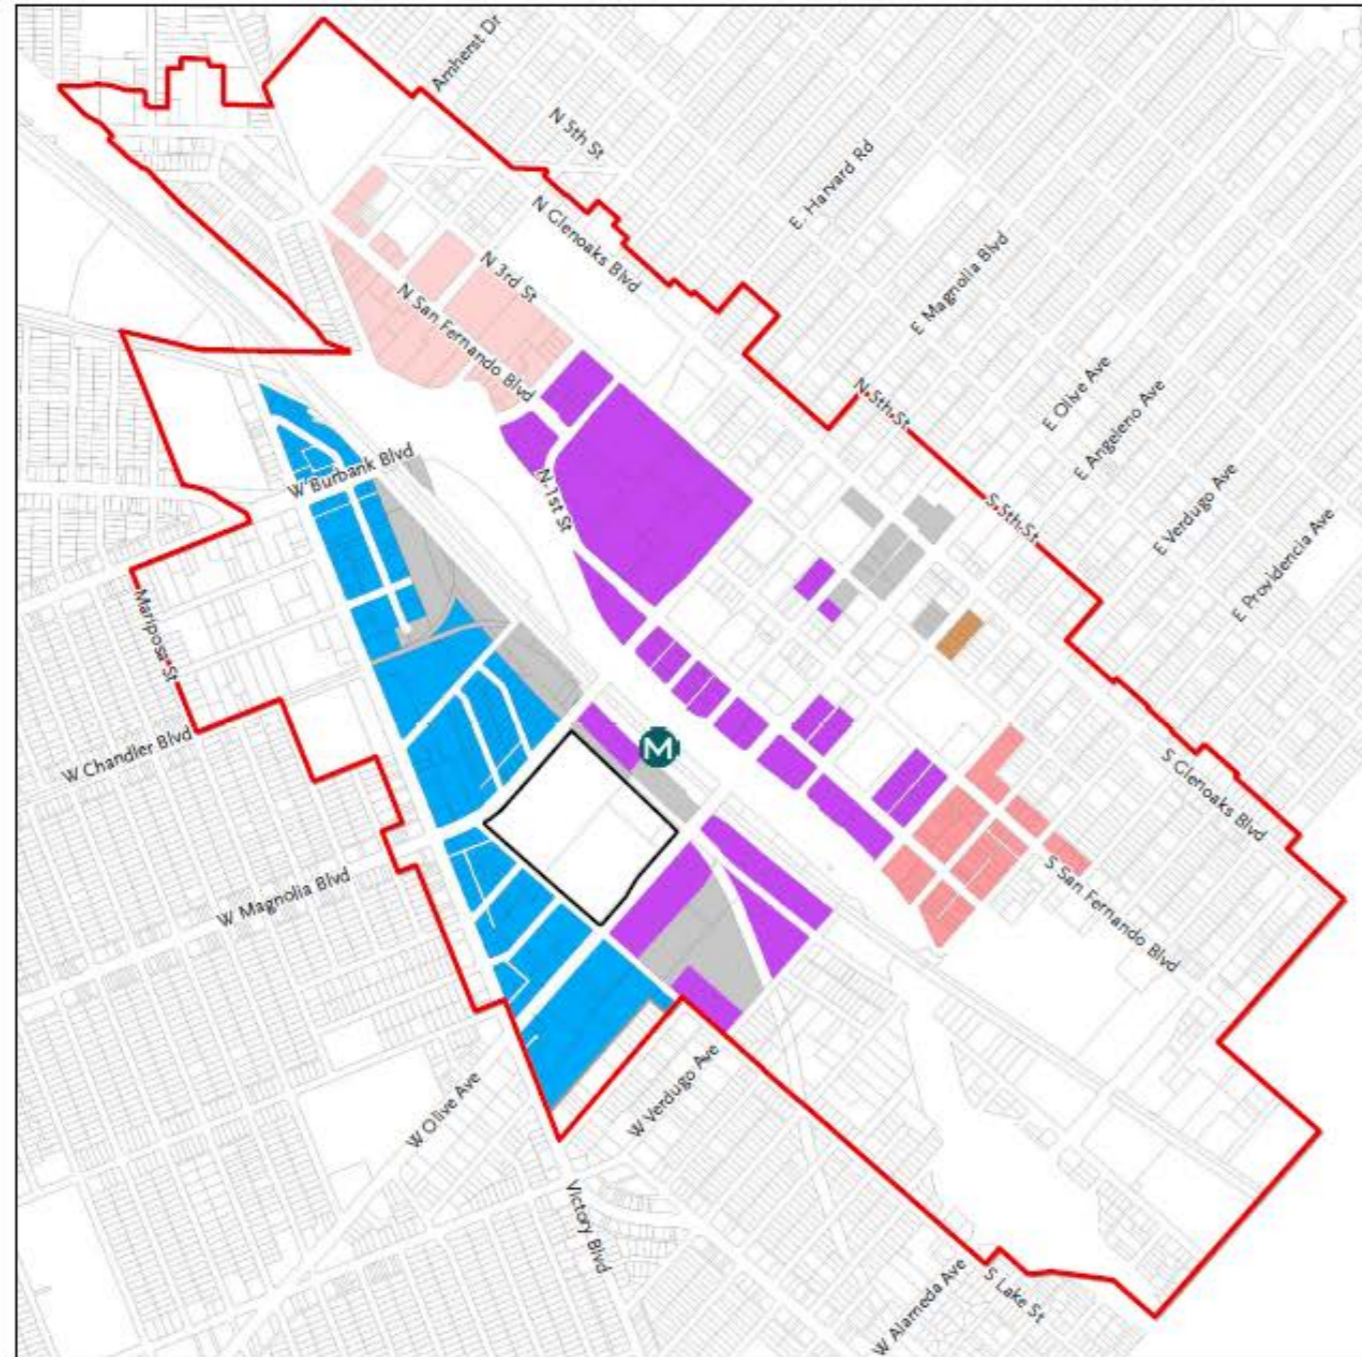 Amherst Dr
N 5th St
E. Harvard Rd
N Glenoaks Blvd
E Magnolia Blvd
N 3rd St
N San Fernando Blvd
E Olive Ave
N 5th St
E Angeleno Ave
W Burbank Blvd
N 1st St
S 5th St
E Verdugo Ave
E Providencia Ave
Mariposa St
W Chandler Blvd
M
S Glenoaks Blvd
W Magnolia Blvd
S San Fernando Blvd
W Olive Ave
W Verdugo Ave
Victory Blvd
W Alameda Ave
S Lake St